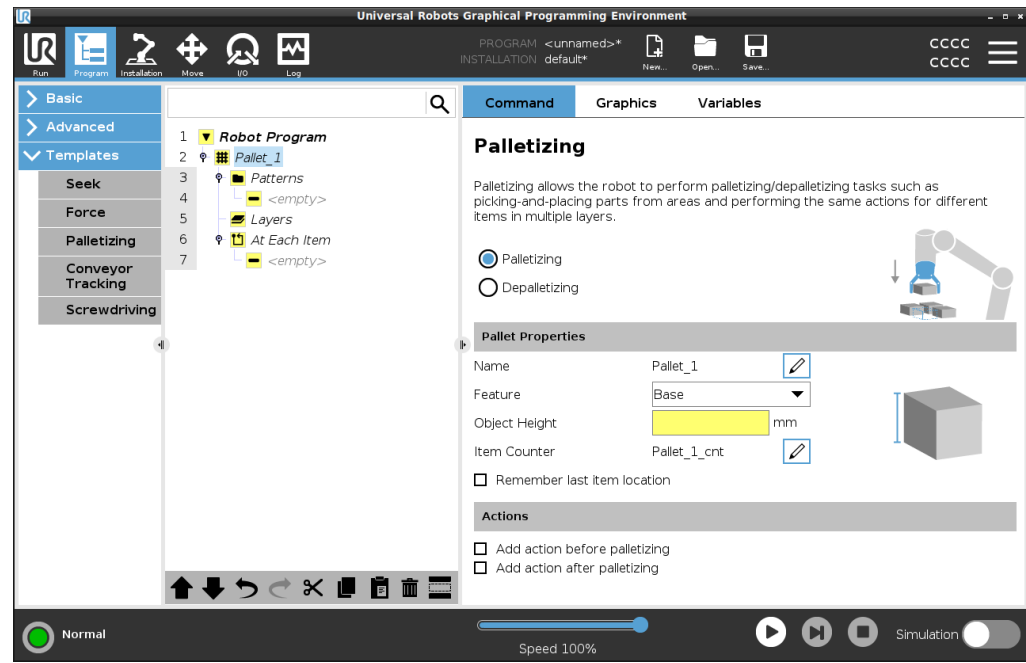 UR
Universal Robots Graphical Programming Environment
UR
Run
Program
Installation
Move
I/O
Log
PROGRAM <unnamed>*
INSTALLATION default*
New...
Open...
Save...
CCCC
CCCC
Basic
Advanced
Templates
Seek
Force
Palletizing
Conveyor
Tracking
Screwdriving
1 Robot Program
2 Pallet_1
3 Patterns
4 <empty>
5 Layers
6 At Each Item
7 <empty>
Command Graphics Variables
Palletizing
Palletizing allows the robot to perform palletizing/depalletizing tasks such as
picking-and-placing parts from areas and performing the same actions for different
items in multiple layers.
Palletizing
Depalletizing
Pallet Properties
Name Pallet_1
Feature Base
Object Height mm
Item Counter Pallet_1_cnt
Remember last item location
Actions
Add action before palletizing
Add action after palletizing
Normal
Speed 100%
Simulation